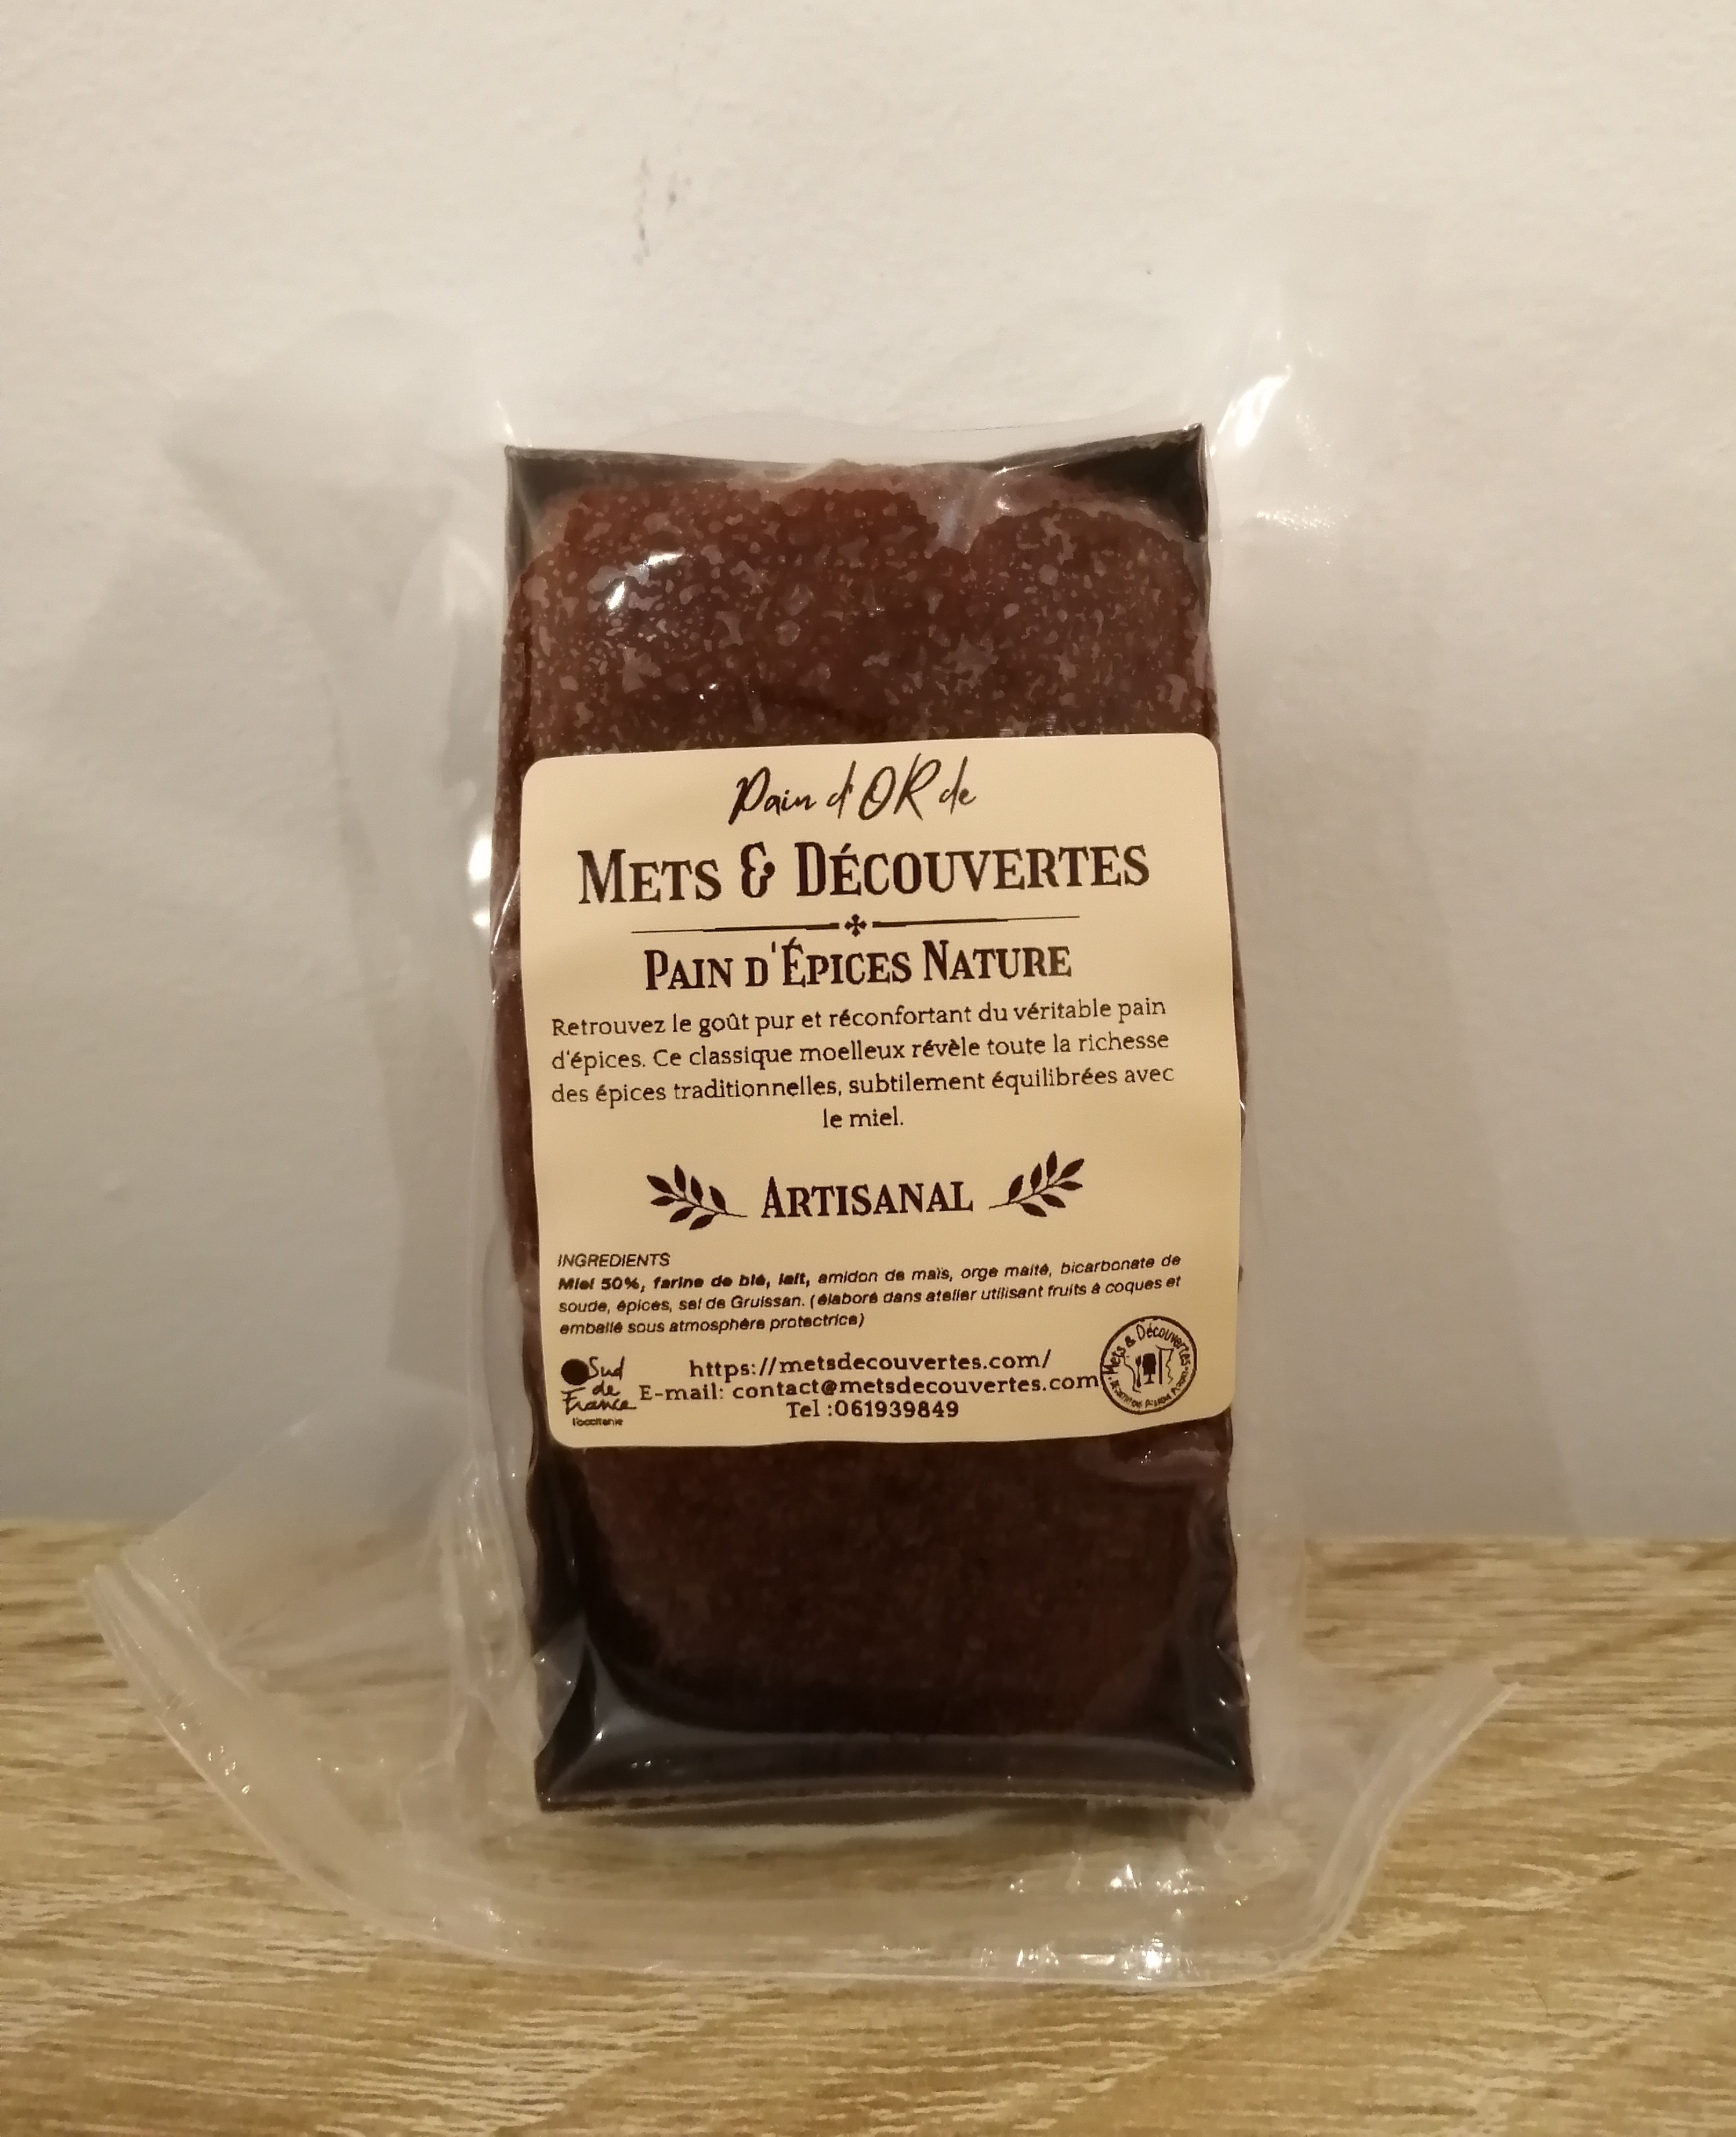 Pain d'OR de
METS & DÉCOUVERTES
PAIN D'ÉPICES NATURE
Retrouvez le goût pur et réconfortant du véritable pain
d'épices. Ce classique moelleux révèle toute la richesse
des épices traditionnelles, subtilement équilibrées avec
le miel.
ARTISANAL
INGREDIENTS
Miel 50%, farine de blé, lait, amidon de maïs, orge malté, bicarbonate de
soude, épices, sel de Gruissan. (élaboré dans atelier utilisant fruits à coques et
emballé sous atmosphère protectrice)
Sud
de
France
l'occitanie
https://metsdecouvertes.com/
E-mail: contact@metsdecouvertes.com
Tel :061939849
Mets & Découvertes